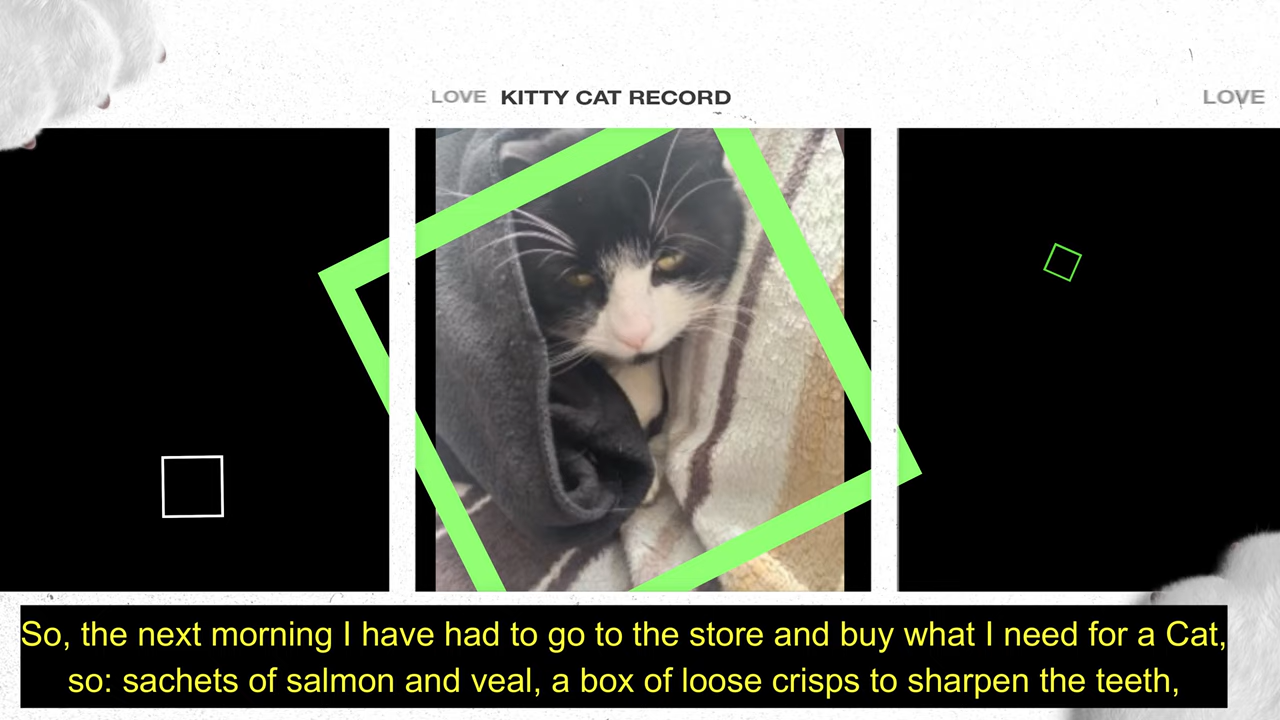 LOVE KITTY CAT RECORD LOVE
So, the next morning I have had to go to the store and buy what I need for a Cat,
so: sachets of salmon and veal, a box of loose crisps to sharpen the teeth,